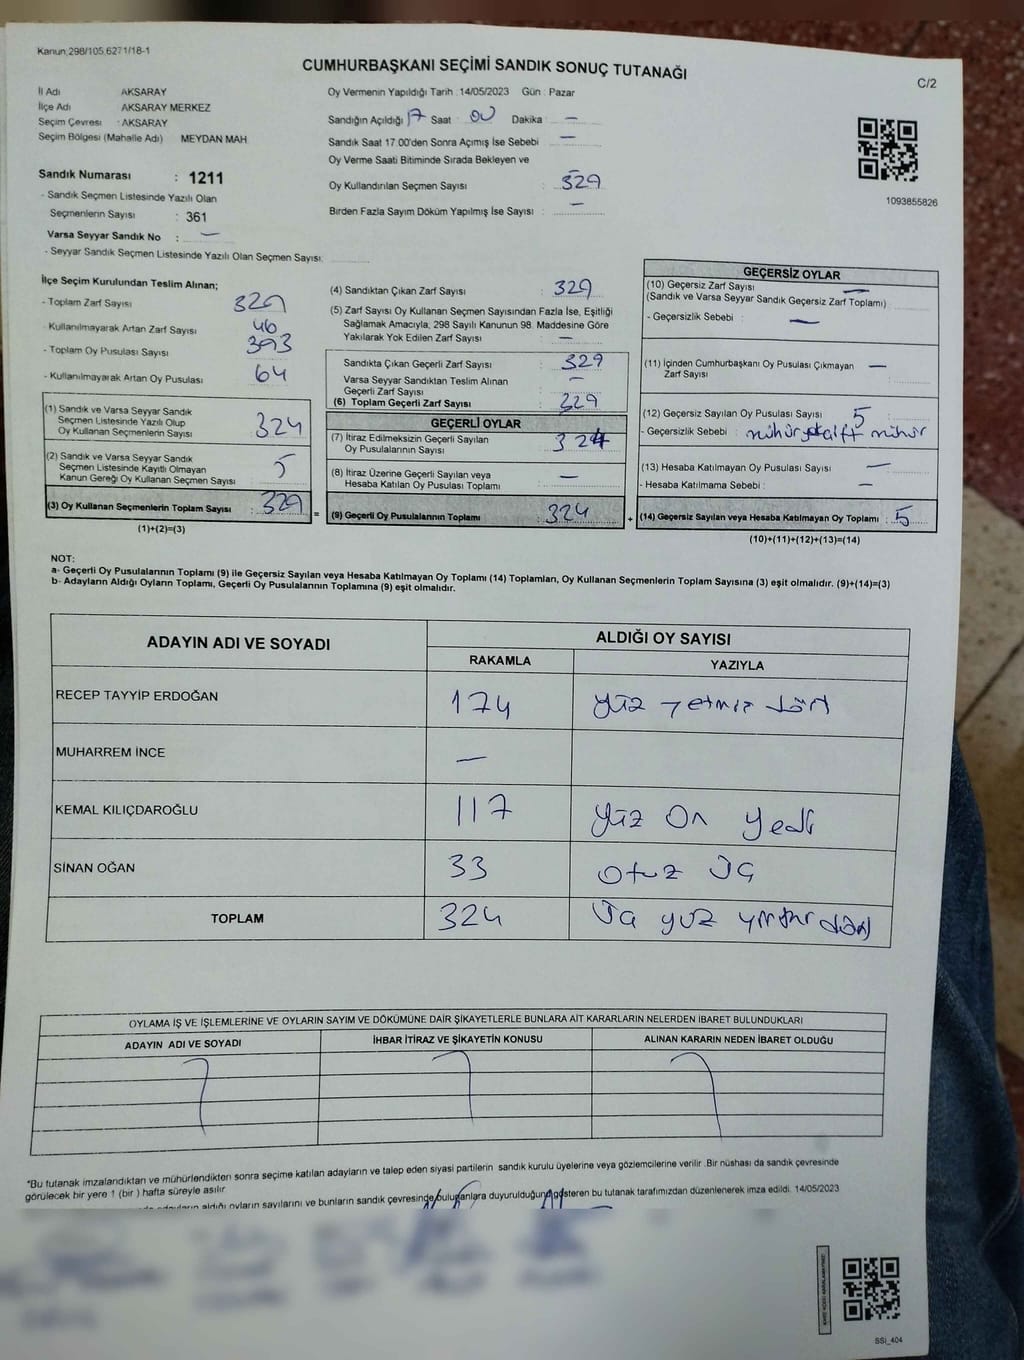 Kanun;298/105,6271/18-1
CUMHURBAŞKANI SEÇİMİ SANDIK SONUÇ TUTANAĞI
C/2
İl Adı AKSARAY
İlçe Adı AKSARAY MERKEZ
Seçim Çevresi : AKSARAY
Seçim Bölgesi (Mahalle Adı) MEYDAN MAH
Sandık Numarası : 1211
- Sandık Seçmen Listesinde Yazılı Olan
Seçmenlerin Sayısı : 361
Varsa Seyyar Sandık No : —
- Seyyar Sandık Seçmen Listesinde Yazılı Olan Seçmen Sayısı:
Oy Vermenin Yapıldığı Tarih :14/05/2023 Gün : Pazar
Sandığın Açıldığı 17 Saat : 00 Dakika : —
Sandık Saat 17.00'den Sonra Açımış İse Sebebi : —
Oy Verme Saati Bitiminde Sırada Bekleyen ve
Oy Kullandırılan Seçmen Sayısı : 329
Birden Fazla Sayım Döküm Yapılmış İse Sayısı : —
1093855826
İlçe Seçim Kurulundan Teslim Alınan;
- Toplam Zarf Sayısı
- Kullanılmayarak Artan Zarf Sayısı 46
- Toplam Oy Pusulası Sayısı 393
- Kullanılmayarak Artan Oy Pusulası 64
(1) Sandık ve Varsa Seyyar Sandık
Seçmen Listesinde Yazılı Olup
Oy Kullanan Seçmenlerin Sayısı 324
(2) Sandık ve Varsa Seyyar Sandık
Seçmen Listesinde Kayıtlı Olmayan
Kanun Gereği Oy Kullanan Seçmen Sayısı : 5
(3) Oy Kullanan Seçmenlerin Toplam Sayısı : 329 =
(1)+(2)=(3)
(4) Sandıktan Çıkan Zarf Sayısı : 329
(5) Zarf Sayısı Oy Kullanan Seçmen Sayısından Fazla İse, Eşitliği
Sağlamak Amacıyla, 298 Sayılı Kanunun 98. Maddesine Göre
Yakılarak Yok Edilen Zarf Sayısı : —
Sandıkta Çıkan Geçerli Zarf Sayısı : 329
Varsa Seyyar Sandıktan Teslim Alınan
Geçerli Zarf Sayısı : —
(6) Toplam Geçerli Zarf Sayısı : 329
GEÇERLİ OYLAR
(7) İtiraz Edilmeksizin Geçerli Sayılan
Oy Pusulalarının Sayısı : 324
(8) İtiraz Üzerine Geçerli Sayılan veya
Hesaba Katılan Oy Pusulası Toplamı : —
(9) Geçerli Oy Pusulalarının Toplamı : 324 +
GEÇERSİZ OYLAR
(10) Geçersiz Zarf Sayısı : —
(Sandık ve Varsa Seyyar Sandık Geçersiz Zarf Toplamı)
- Geçersizlik Sebebi : —
(11) İçinden Cumhurbaşkanı Oy Pusulası Çıkmayan —
Zarf Sayısı :
(12) Geçersiz Sayılan Oy Pusulası Sayısı : 5
- Geçersizlik Sebebi : mühür çift mühür
(13) Hesaba Katılmayan Oy Pusulası Sayısı : —
- Hesaba Katılmama Sebebi : —
(14) Geçersiz Sayılan veya Hesaba Katılmayan Oy Toplamı : 5
(10)+(11)+(12)+(13)=(14)
NOT:
a- Geçerli Oy Pusulalarının Toplamı (9) ile Geçersiz Sayılan veya Hesaba Katılmayan Oy Toplamı (14) Toplamları, Oy Kullanan Seçmenlerin Toplam Sayısına (3) eşit olmalıdır. (9)+(14)=(3)
b- Adayların Aldığı Oyların Toplamı, Geçerli Oy Pusulalarının Toplamına (9) eşit olmalıdır.
ADAYIN ADI VE SOYADI ALDIĞI OY SAYISI
RAKAMLA YAZIYLA
RECEP TAYYİP ERDOĞAN 174 yüz yetmiş dört
MUHARREM İNCE —
KEMAL KILIÇDAROĞLU 117 yüz on yedi
SİNAN OĞAN 33 otuz üç
TOPLAM 324 Üç yüz yirmi dört
OYLAMA İŞ VE İŞLEMLERİNE VE OYLARIN SAYIM VE DÖKÜMÜNE DAİR ŞİKAYETLERLE BUNLARA AİT KARARLARIN NELERDEN İBARET BULUNDUKLARI
ADAYIN ADI VE SOYADI İHBAR İTİRAZ VE ŞİKAYETİN KONUSU ALINAN KARARIN NEDEN İBARET OLDUĞU
*Bu tutanak imzalandıktan ve mühürlendikten sonra seçime katılan adayların ve talep eden siyasi partilerin sandık kurulu üyelerine veya gözlemcilerine verilir .Bir nüshası da sandık çevresinde
görülecek bir yere 1 (bir ) hafta süreyle asılır
aldığı oyların sayılarını ve bunların sandık çevresinde bulunanlara duyurulduğunu gösteren bu tutanak tarafımızdan düzenlenerek imza edildi. 14/05/2023
SSI_404